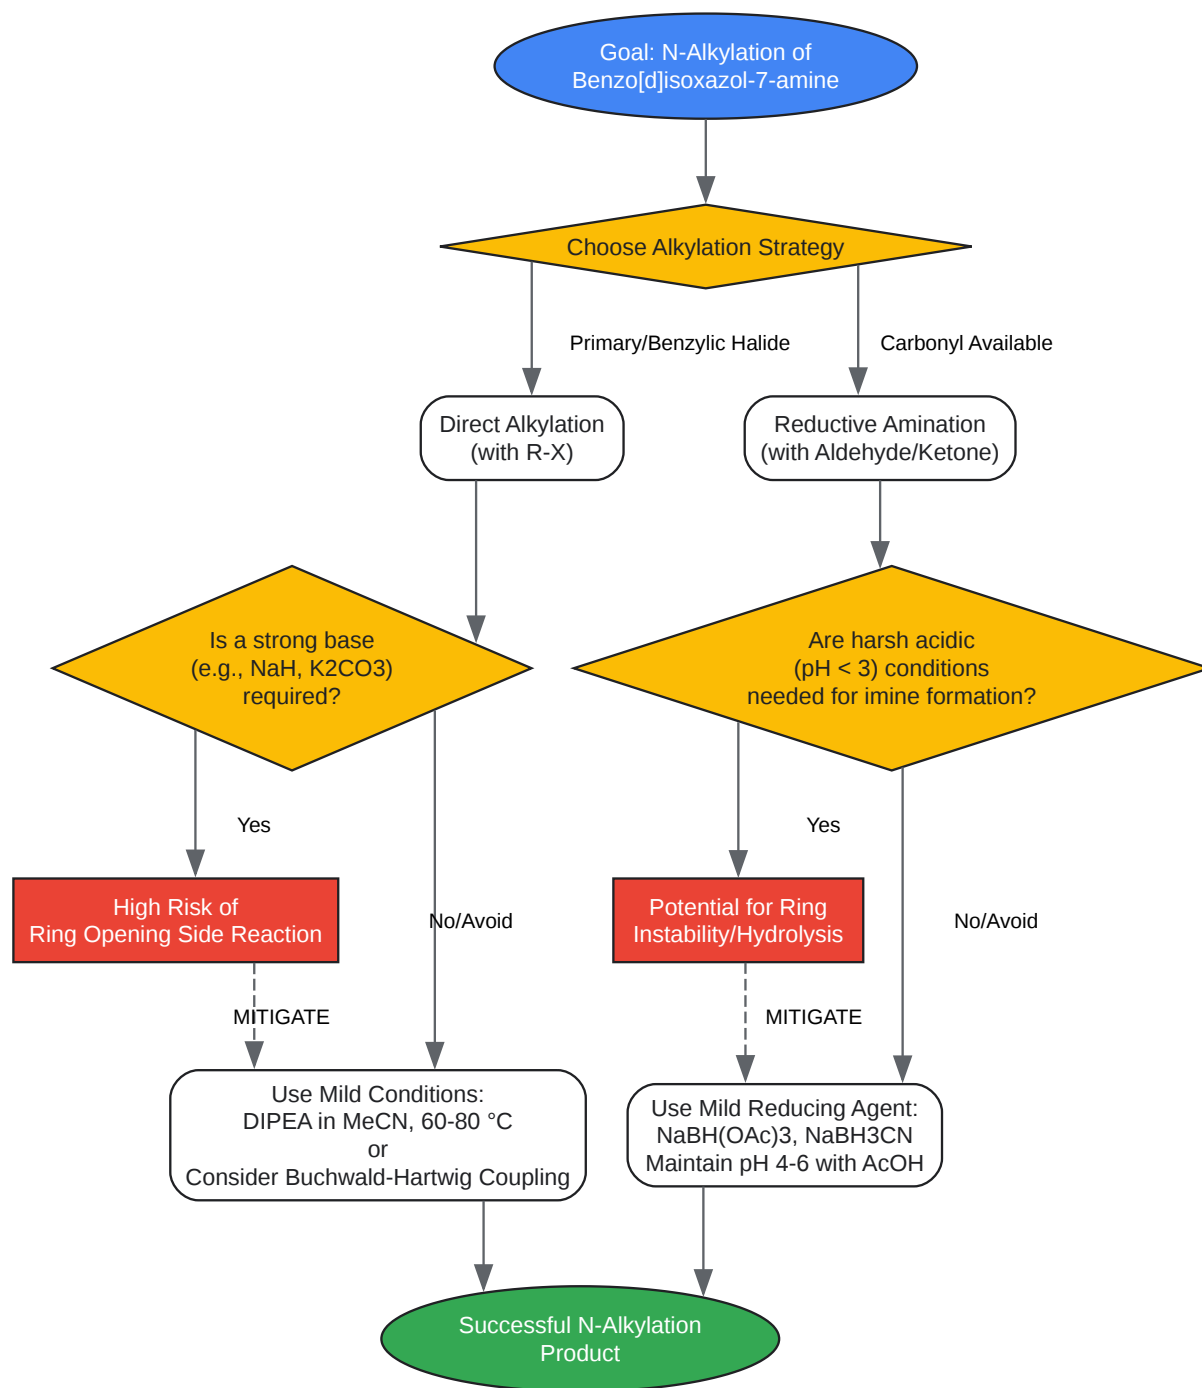 Goal: N-Alkylation of
Benzo[d]isoxazol-7-amine
Choose Alkylation Strategy
Primary/Benzylic Halide
Carbonyl Available
Direct Alkylation
(with R-X)
Reductive Amination
(with Aldehyde/Ketone)
Is a strong base
(e.g., NaH, K2CO3)
required?
Are harsh acidic
(pH < 3) conditions
needed for imine formation?
Yes
Yes
High Risk of
Ring Opening Side Reaction
No/Avoid
Potential for Ring
Instability/Hydrolysis
No/Avoid
MITIGATE
MITIGATE
Use Mild Conditions:
DIPEA in MeCN, 60-80 °C
or
Consider Buchwald-Hartwig Coupling
Use Mild Reducing Agent:
NaBH(OAc)3, NaBH3CN
Maintain pH 4-6 with AcOH
Successful N-Alkylation
Product